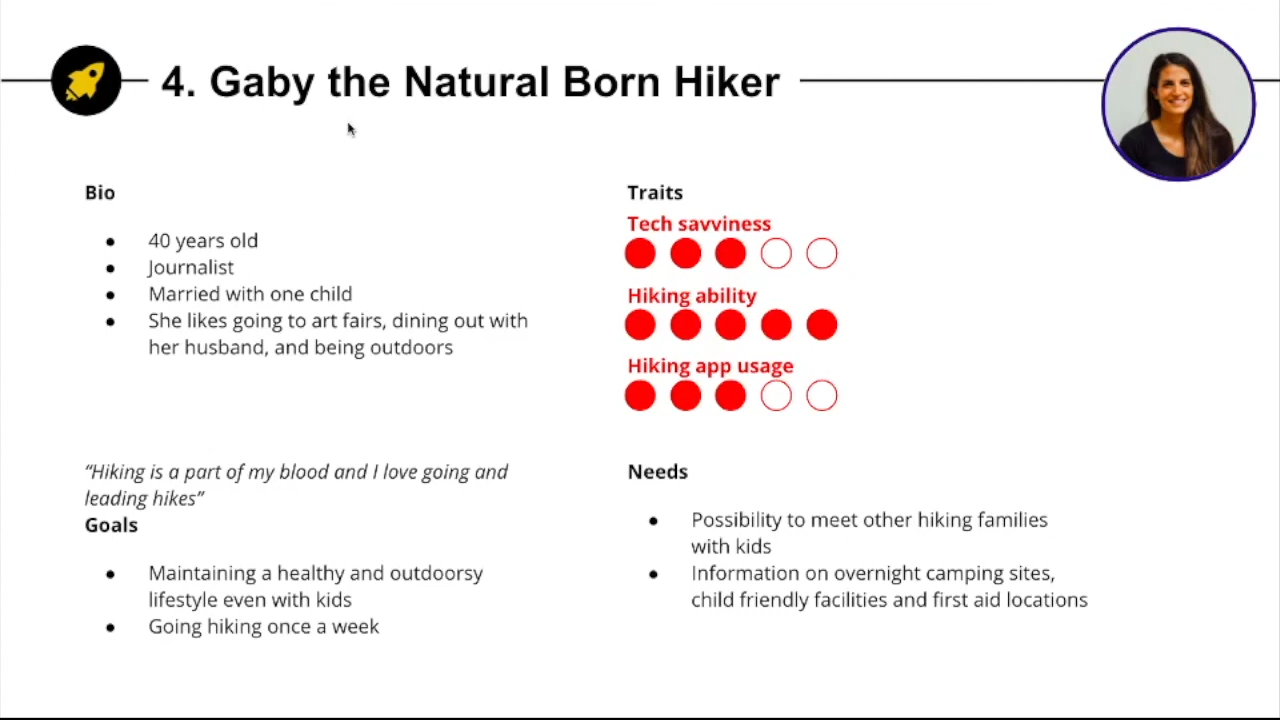 4. Gaby the Natural Born Hiker
Bio
● 40 years old
● Journalist
● Married with one child
● She likes going to art fairs, dining out with
her husband, and being outdoors
“Hiking is a part of my blood and I love going and
leading hikes”
Goals
● Maintaining a healthy and outdoorsy
lifestyle even with kids
● Going hiking once a week
Traits
Tech savviness
Hiking ability
Hiking app usage
Needs
● Possibility to meet other hiking families
with kids
● Information on overnight camping sites,
child friendly facilities and first aid locations